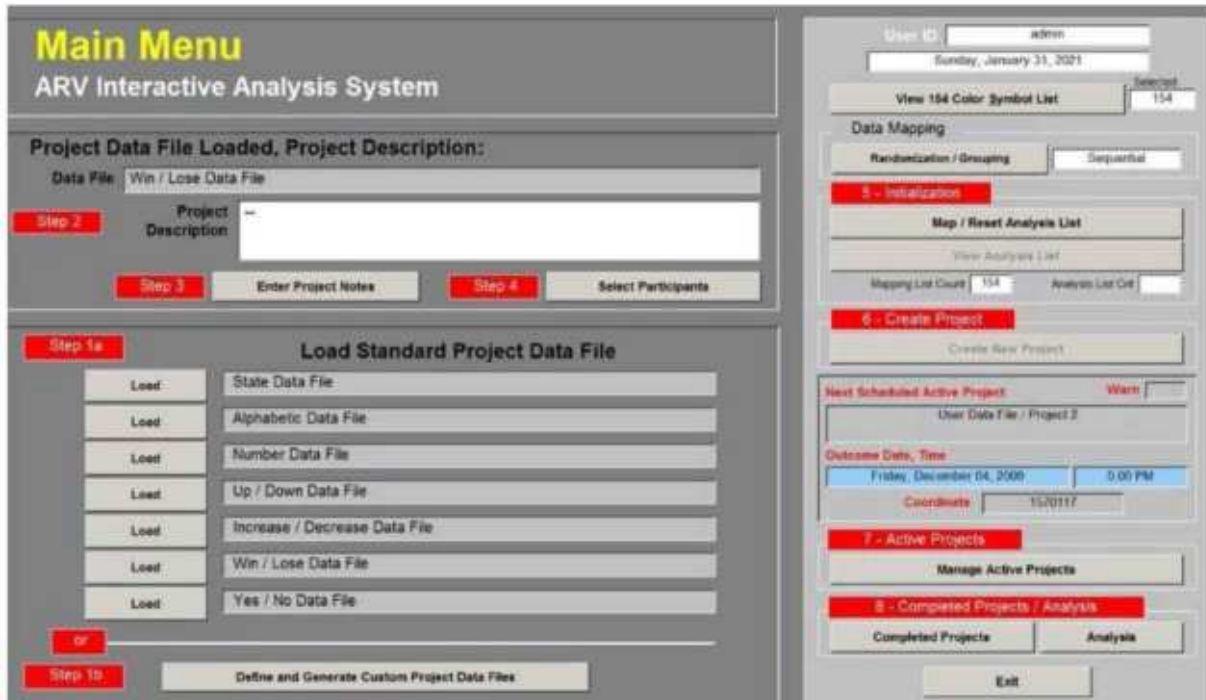 Main Menu
ARV Interactive Analysis System
Project Data File Loaded, Project Description:
Data File Win / Lose Data File
Step 2 Project Description --
Step 3 Enter Project Notes Step 4 Select Participants
Step 1a Load Standard Project Data File
Load State Data File
Load Alphabetic Data File
Load Number Data File
Load Up / Down Data File
Load Increase / Decrease Data File
Load Win / Lose Data File
Load Yes / No Data File
or
Step 1b Define and Generate Custom Project Data Files
User ID admin
Sunday, January 31, 2021
Selected
View 154 Color Symbol List 154
Data Mapping
Randomization / Grouping Sequential
5 - Initialization
Map / Reset Analysis List
View Analysis List
Mapping List Count 154 Analysis List Cnt
6 - Create Project
Create New Project
Next Scheduled Active Project Warn
User Data File / Project 2
Outcome Date, Time
Friday, December 04, 5:00 PM
Coordinate 1570117
7 - Active Projects
Manage Active Projects
8 - Completed Projects / Analysis
Completed Projects Analysis
Exit